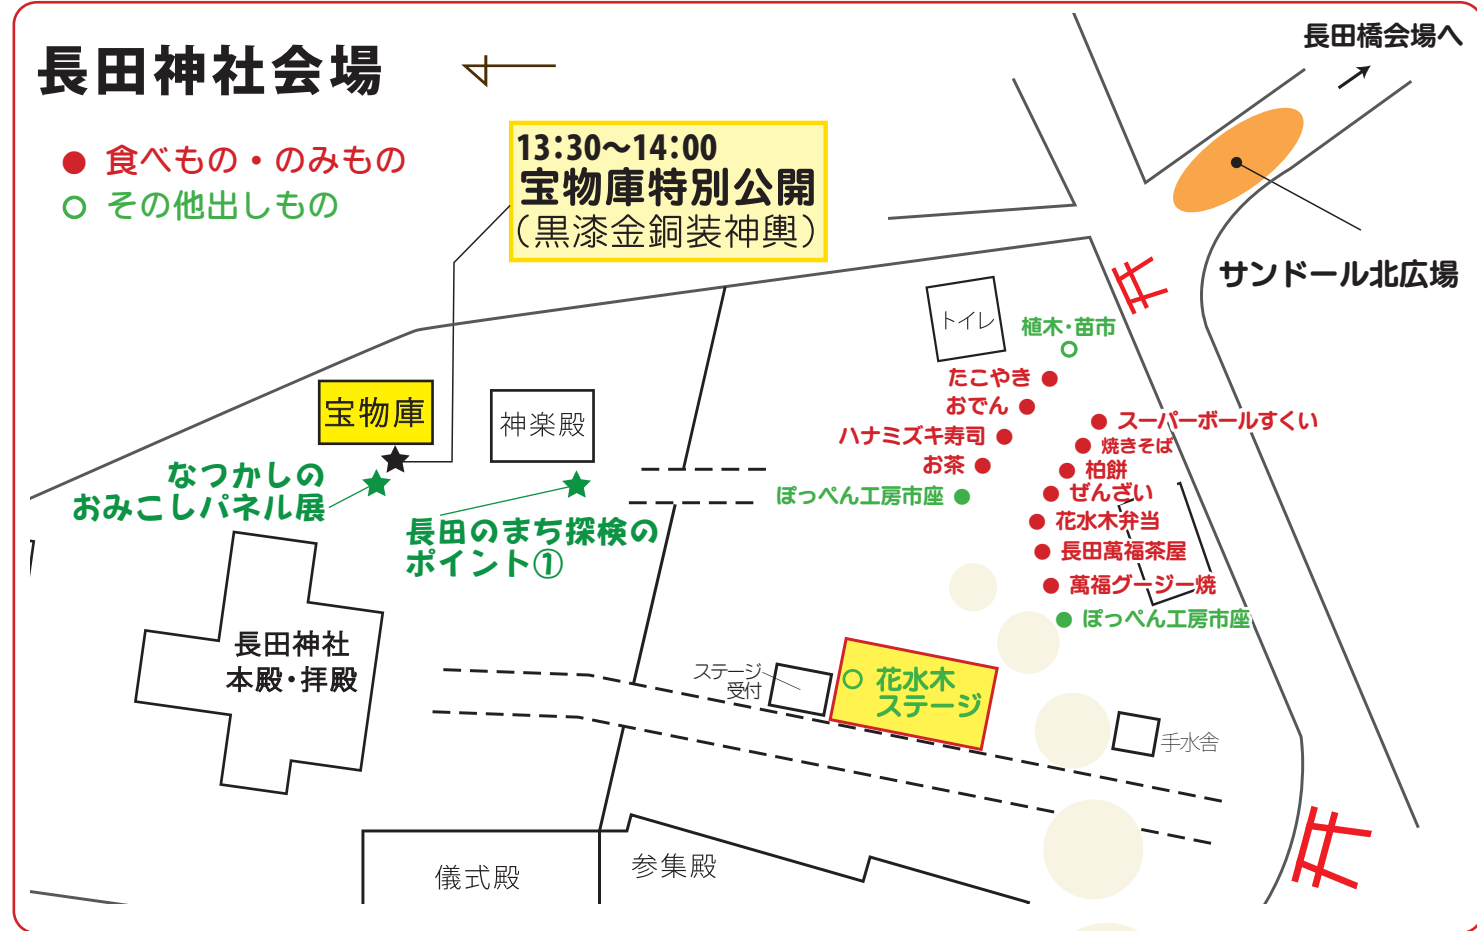 長田神社会場
長田橋会場へ
● 食べもの・のみもの
○ その他出しもの
13:30〜14:00
宝物庫特別公開
（黒漆金銅装神輿）
サンドール北広場
トイレ
植木・苗市
たこやき
おでん
ハナミズキ寿司
お茶
ぽっぺん工房市座
スーパーボールすくい
焼きそば
柏餅
ぜんざい
花水木弁当
長田萬福茶屋
萬福グージー焼
ぽっぺん工房市座
宝物庫
神楽殿
なつかしの
おみこしパネル展
長田のまち探検の
ポイント①
長田神社
本殿・拝殿
ステージ
受付
花水木
ステージ
手水舎
儀式殿
参集殿